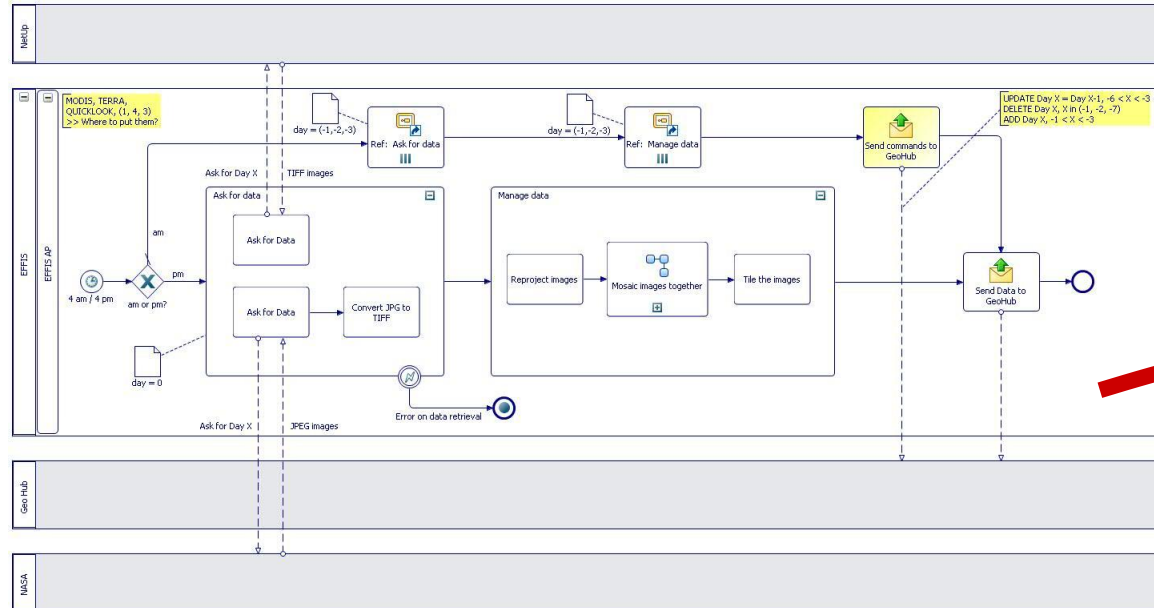 NetUp
EFFIS
EFFIS AP
MODIS, TERRA,
QUICKLOOK, (1, 4, 3)
>> Where to put them?
day = (-1,-2,-3)
Ref: Ask for data
day = (-1,-2,-3)
Ref: Manage data
Send commands to
GeoHub
UPDATE Day X = Day X-1, -6 < X < -3
DELETE Day X, X in (-1, -2, -7)
ADD Day X, -1 < X < -3
Ask for Day X
TIFF images
Ask for data
Manage data
am
Ask for Data
4 am / 4 pm
am or pm?
pm
Reproject images
Mosaic images together
Tile the images
Send Data to
GeoHub
Ask for Data
Convert JPG to
TIFF
day = 0
Error on data retrieval
Ask for Day X
JPEG images
Geo Hub
NASA